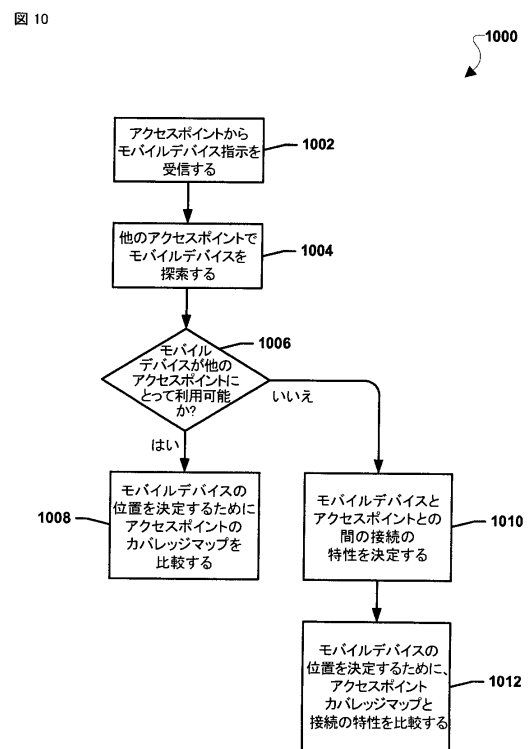 図 10
1000
アクセスポイントから
モバイルデバイス指示を
受信する
1002
他のアクセスポイントで
モバイルデバイスを
探索する
1004
モバイル
デバイスが他の
アクセスポイントに
とって利用可能
か?
1006
いいえ
はい
モバイルデバイスの
位置を決定するために
アクセスポイントの
カバレッジマップを
比較する
1008
モバイルデバイスと
アクセスポイントとの
間の接続の
特性を決定する
1010
モバイルデバイスの
位置を決定するために、
アクセスポイント
カバレッジマップと
接続の特性を比較する
1012